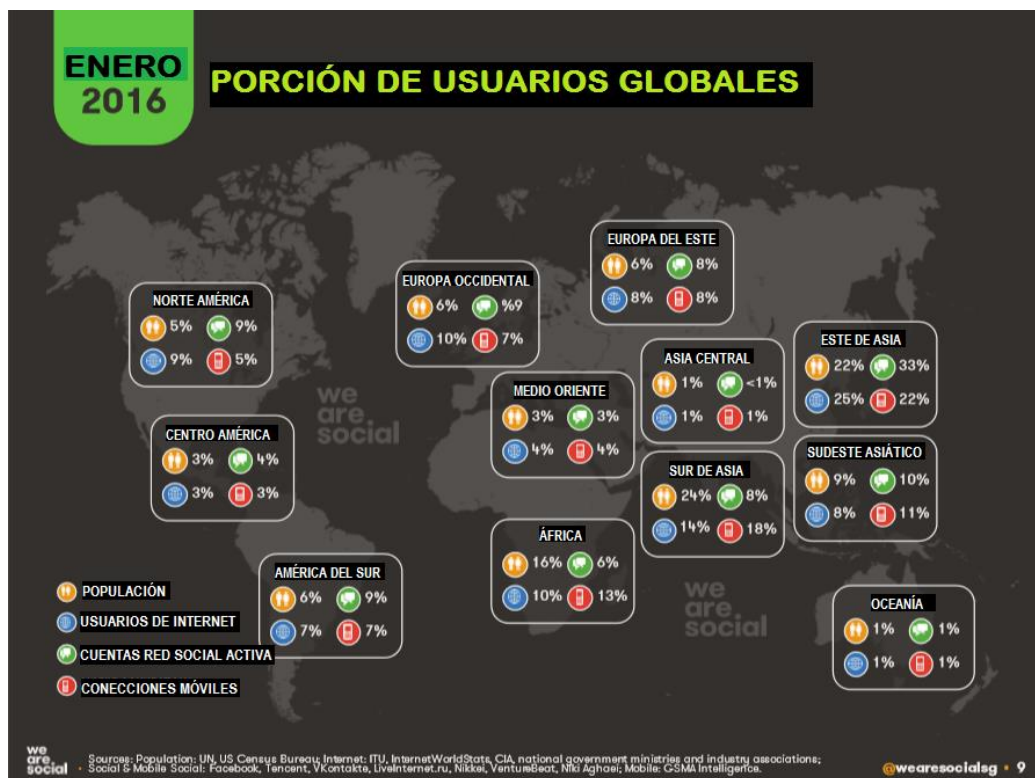 ENERO
2016
PORCIÓN DE USUARIOS GLOBALES
EUROPA DEL ESTE
6% 8%
8% 8%
EUROPA OCCIDENTAL
6% %9
10% 7%
NORTE AMÉRICA
5% 9%
9% 5%
ESTE DE ASIA
22% 33%
25% 22%
ASIA CENTRAL
1% <1%
1% 1%
MEDIO ORIENTE
3% 3%
4% 4%
we
are
social
CENTRO AMÉRICA
3% 4%
3% 3%
SUDESTE ASIÁTICO
9% 10%
8% 11%
SUR DE ASIA
24% 8%
14% 18%
ÁFRICA
16% 6%
10% 13%
AMÉRICA DEL SUR
6% 9%
7% 7%
we
are
social
OCEANÍA
1% 1%
1% 1%
POPULACIÓN
USUARIOS DE INTERNET
CUENTAS RED SOCIAL ACTIVA
CONECCIONES MÓVILES
we
are
social
Sources: Population: UN, US Census Bureau; Internet: ITU, InternetWorldStats, CIA, national government ministries and industry associations;
• Social & Mobile Social: Facebook, Tencent, VKontakte, LiveInternet.ru, Nikkei, VentureBeat, Niki Aghaei; Mobile: GSMA Intelligence.
@wearesocialsg • 9